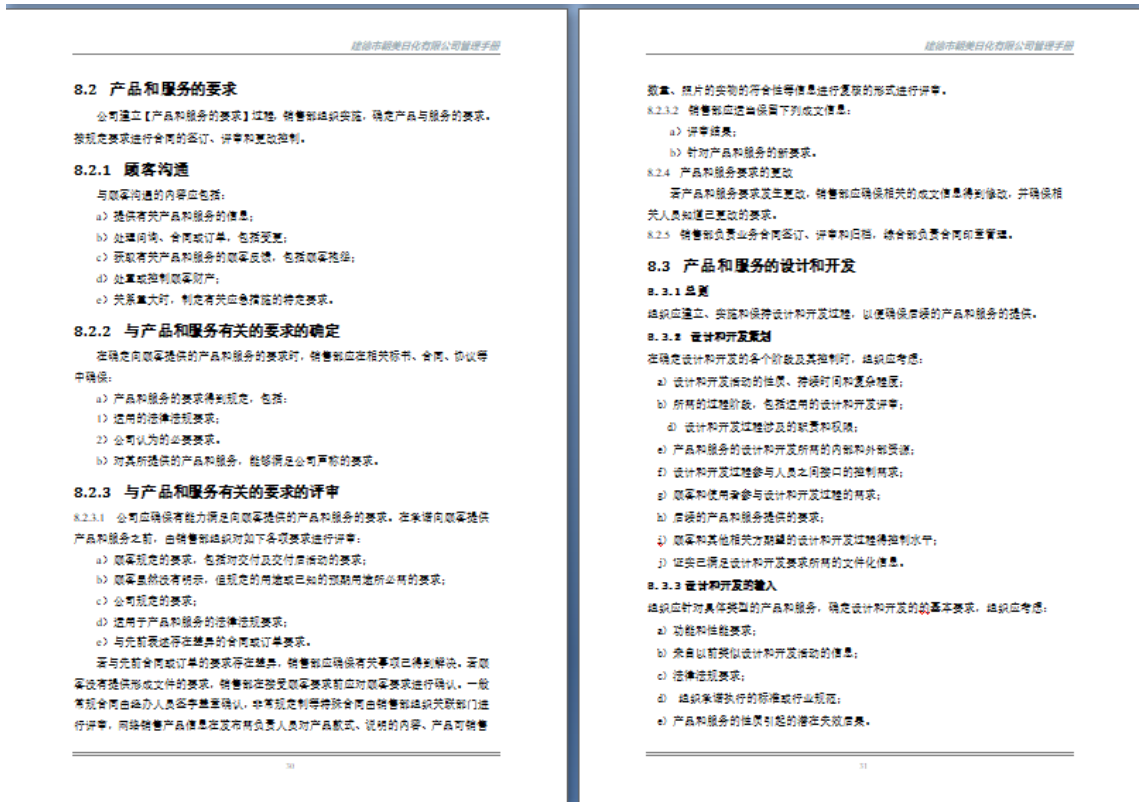 建德市朝美日化有限公司管理手册
8.2 产品和服务的要求
公司建立【产品和服务的要求】过程，销售部组织实施，确定产品与服务的要求。
按规定要求进行合同的签订、评审和更改控制。
8.2.1 顾客沟通
与顾客沟通的内容应包括：
a）提供有关产品和服务的信息；
b）处理问询、合同或订单，包括变更；
c）获取有关产品和服务的顾客反馈，包括顾客抱怨；
d）处置或控制顾客财产；
e）关系重大时，制定有关应急措施的特定要求。
8.2.2 与产品和服务有关的要求的确定
在确定向顾客提供的产品和服务的要求时，销售部应在相关标书、合同、协议等
中确保：
a）产品和服务的要求得到规定，包括：
1）适用的法律法规要求；
2）公司认为的必要要求。
b）对其所提供的产品和服务，能够满足公司声称的要求。
8.2.3 与产品和服务有关的要求的评审
8.2.3.1 公司应确保有能力满足向顾客提供的产品和服务的要求。在承诺向顾客提供
产品和服务之前，由销售部组织对如下各项要求进行评审：
a）顾客规定的要求，包括对交付及交付后活动的要求；
b）顾客虽然没有明示，但规定的用途或已知的预期用途所必需的要求；
c）公司规定的要求；
d）适用于产品和服务的法律法规要求；
e）与先前表述存在差异的合同或订单要求。
若与先前合同或订单的要求存在差异，销售部应确保有关事项已得到解决。若顾
客没有提供形成文件的要求，销售部在接受顾客要求前应对顾客要求进行确认。一般
常规合同由经办人员签字盖章确认，非常规定制等特殊合同由销售部组织关联部门进
行评审，网络销售产品信息在发布需负责人员对产品款式、说明的内容、产品可销售
30
建德市朝美日化有限公司管理手册
数量、照片的实物的符合性等信息进行复核的形式进行评审。
8.2.3.2 销售部应适当保留下列成文信息：
a）评审结果；
b）针对产品和服务的新要求。
8.2.4 产品和服务要求的更改
若产品和服务要求发生更改，销售部应确保相关的成文信息得到修改，并确保相
关人员知道已更改的要求。
8.2.5 销售部负责业务合同签订、评审和归档，综合部负责合同印章管理。
8.3 产品和服务的设计和开发
8.3.1 总则
组织应建立、实施和保持设计和开发过程，以便确保后续的产品和服务的提供。
8.3.2 设计和开发策划
在确定设计和开发的各个阶段及其控制时，组织应考虑：
a）设计和开发活动的性质、持续时间和复杂程度；
b）所需的过程阶段，包括适用的设计和开发评审；
d）设计和开发过程涉及的职责和权限；
e）产品和服务的设计和开发所需的内部和外部资源；
f）设计和开发过程参与人员之间接口的控制需求；
g）顾客和使用者参与设计和开发过程的需求；
h）后续的产品和服务提供的要求；
i）顾客和其他相关方期望的设计和开发过程得控制水平；
j）证实已满足设计和开发要求所需的文件化信息。
8.3.3 设计和开发的输入
组织应针对具体类型的产品和服务，确定设计和开发的的基本要求，组织应考虑：
a）功能和性能要求；
b）来自以前类似设计和开发活动的信息；
c）法律法规要求；
d） 组织承诺执行的标准或行业规范；
e）产品和服务的性质引起的潜在失效后果。
31